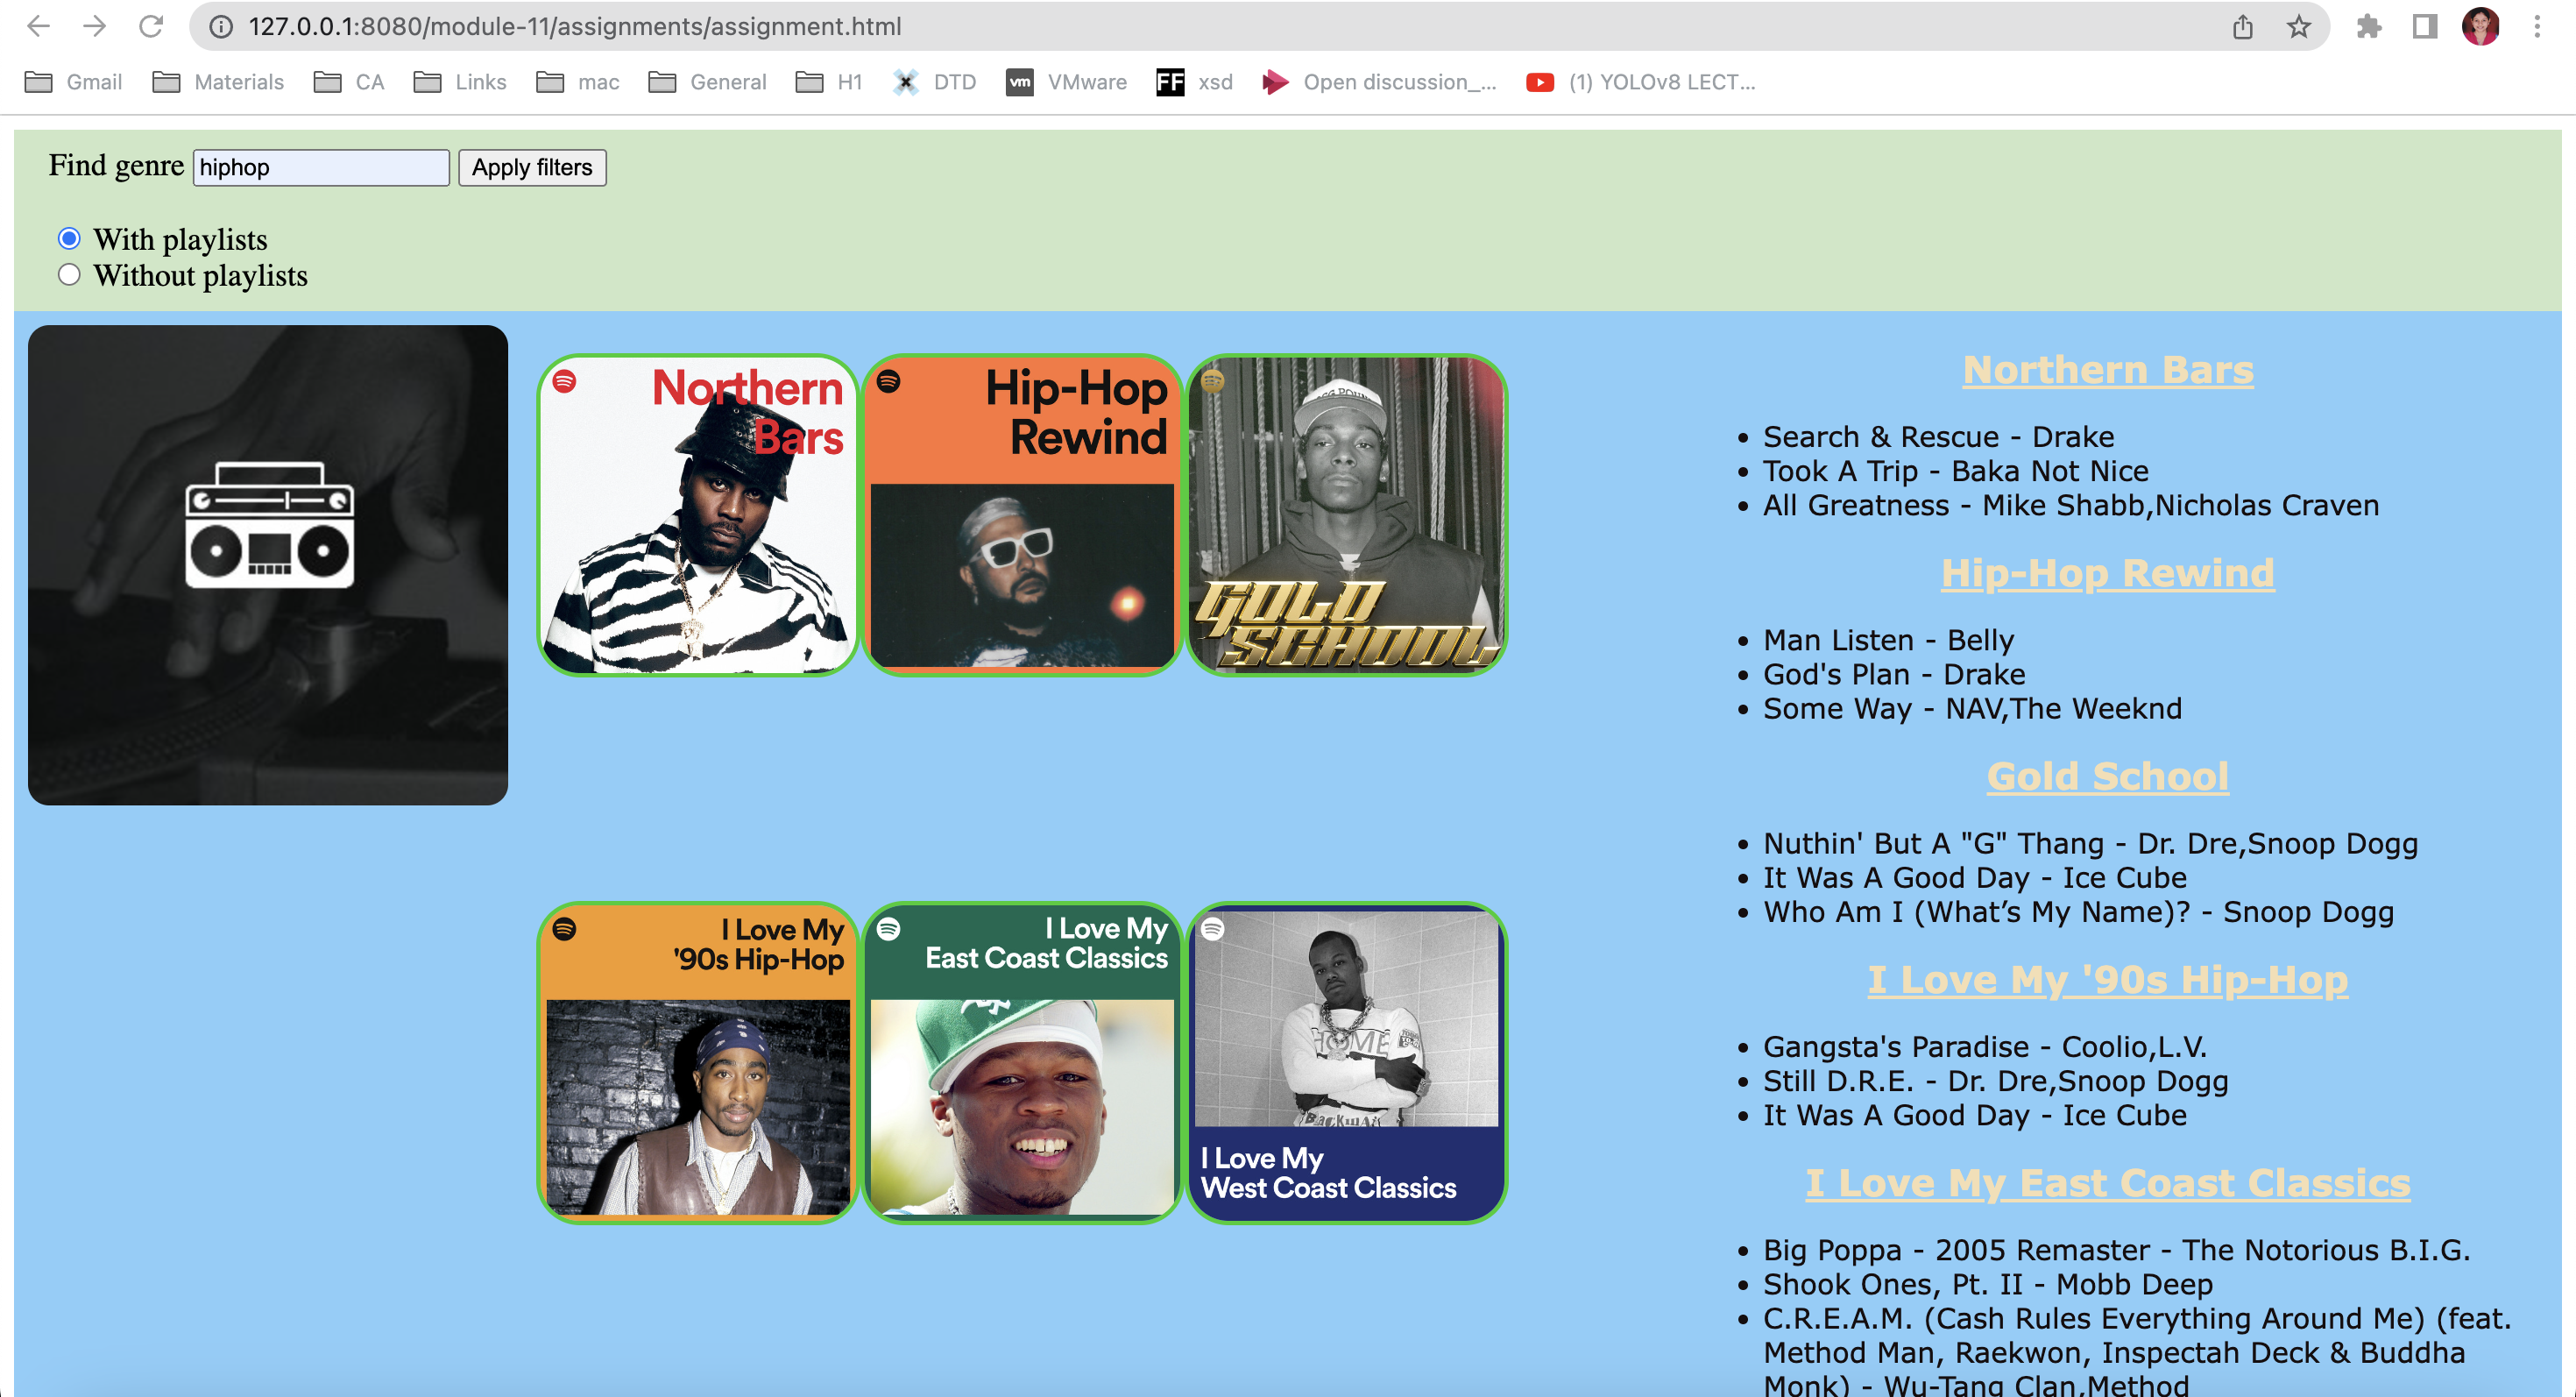 127.0.0.1:8080/module-11/assignments/assignment.html
Gmail Materials CA Links mac General H1 DTD vm VMware FF xsd Open discussion_... (1) YOLOv8 LECT...
Find genre hiphop Apply filters
With playlists
Without playlists
Northern
Bars
Hip-Hop
Rewind
GOLD
SCHOOL
I Love My
'90s Hip-Hop
I Love My
East Coast Classics
HOME
I Love My
West Coast Classics
Northern Bars
Search & Rescue - Drake
Took A Trip - Baka Not Nice
All Greatness - Mike Shabb,Nicholas Craven
Hip-Hop Rewind
Man Listen - Belly
God's Plan - Drake
Some Way - NAV,The Weeknd
Gold School
Nuthin' But A "G" Thang - Dr. Dre,Snoop Dogg
It Was A Good Day - Ice Cube
Who Am I (What’s My Name)? - Snoop Dogg
I Love My '90s Hip-Hop
Gangsta's Paradise - Coolio,L.V.
Still D.R.E. - Dr. Dre,Snoop Dogg
It Was A Good Day - Ice Cube
I Love My East Coast Classics
Big Poppa - 2005 Remaster - The Notorious B.I.G.
Shook Ones, Pt. II - Mobb Deep
C.R.E.A.M. (Cash Rules Everything Around Me) (feat.
Method Man, Raekwon, Inspectah Deck & Buddha
Monk) - Wu-Tang Clan,Method